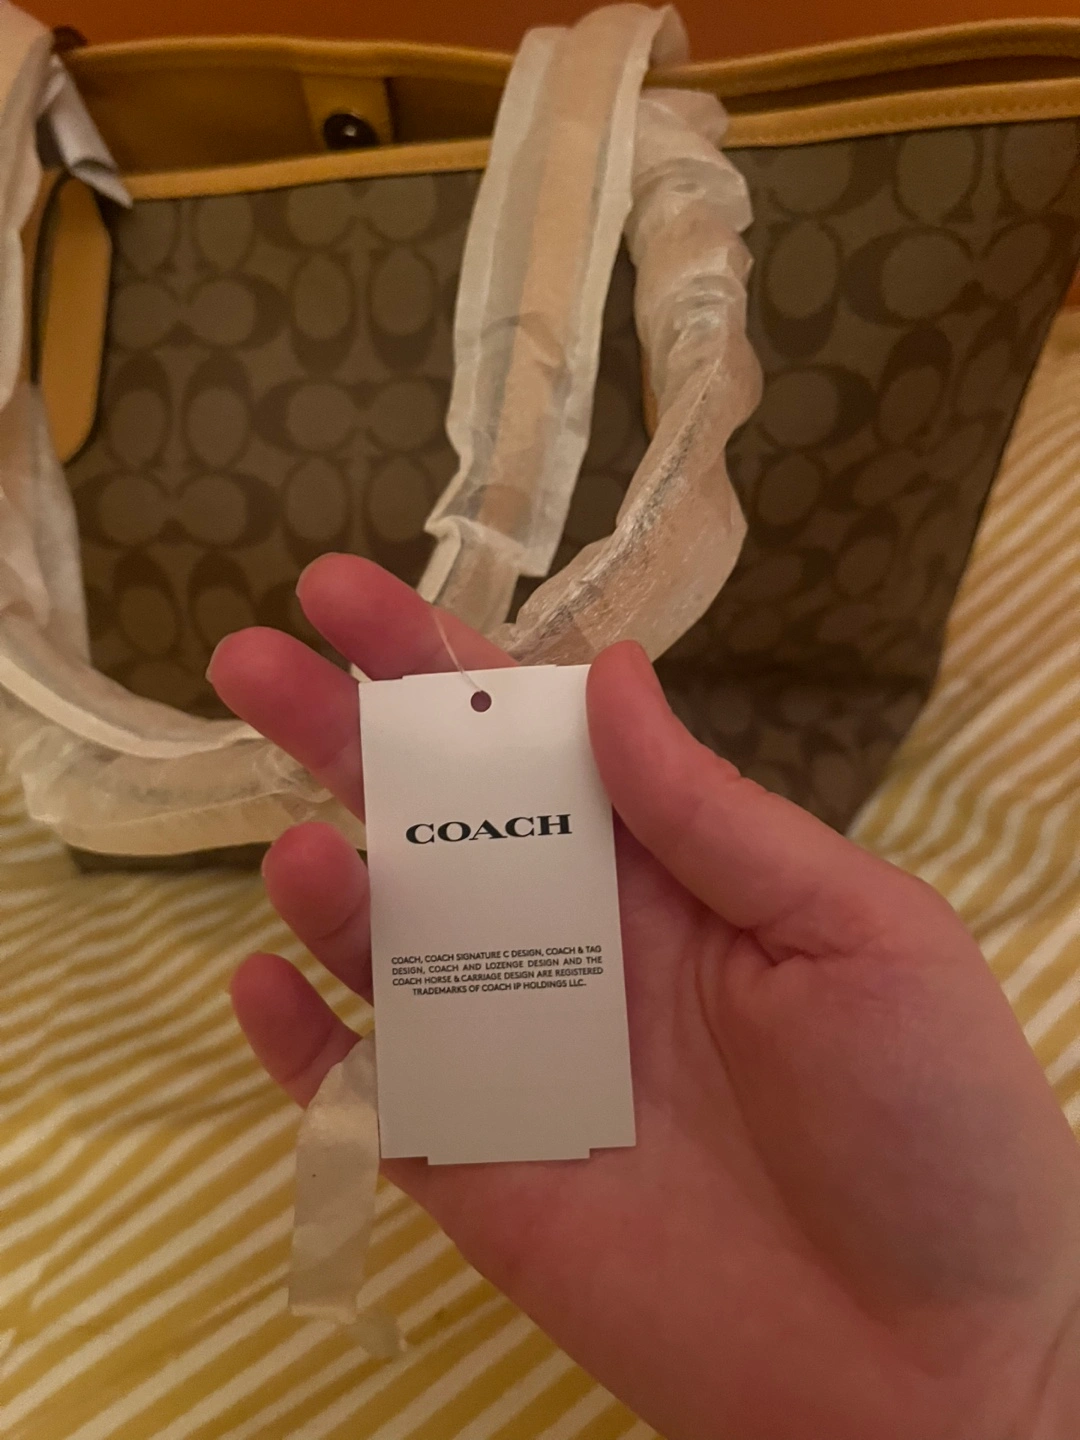 COACH
COACH, COACH SIGNATURE C DESIGN, COACH & TAG
DESIGN, COACH AND LOZENGE DESIGN AND THE
COACH HORSE & CARRIAGE DESIGN ARE REGISTERED
TRADEMARKS OF COACH IP HOLDINGS LLC.